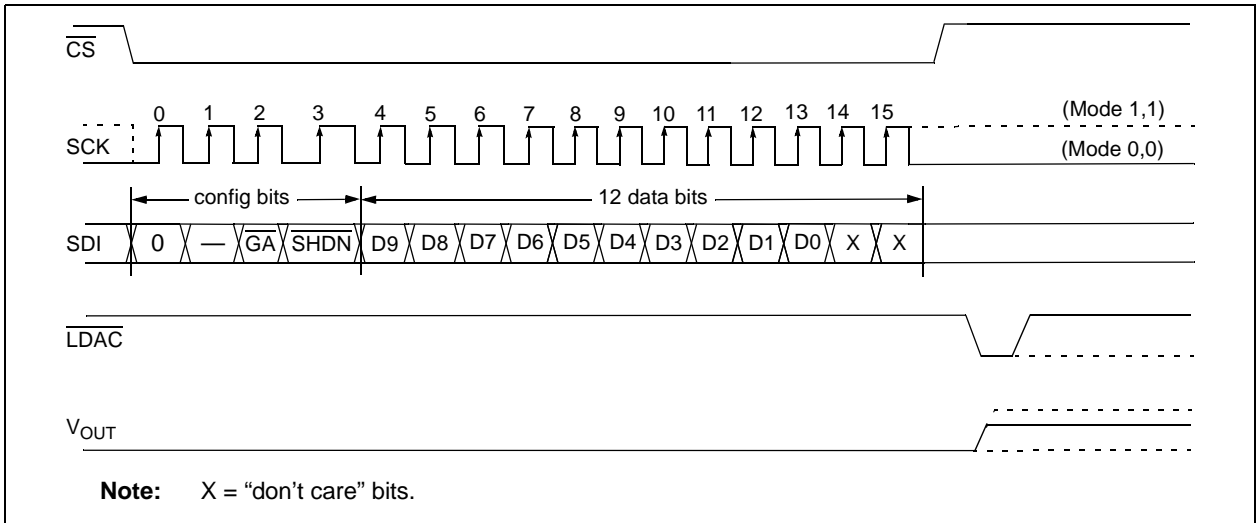 CS
0 1 2 3 4 5 6 7 8 9 10 11 12 13 14 15
(Mode 1,1)
SCK
(Mode 0,0)
config bits
12 data bits
SDI 0 — GA SHDN D9 D8 D7 D6 D5 D4 D3 D2 D1 D0 X X
LDAC
VOUT
Note: X = “don’t care” bits.